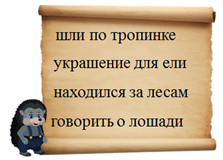 шли по тропинке
украшение для ели
находился за лесам
говорить о лошади